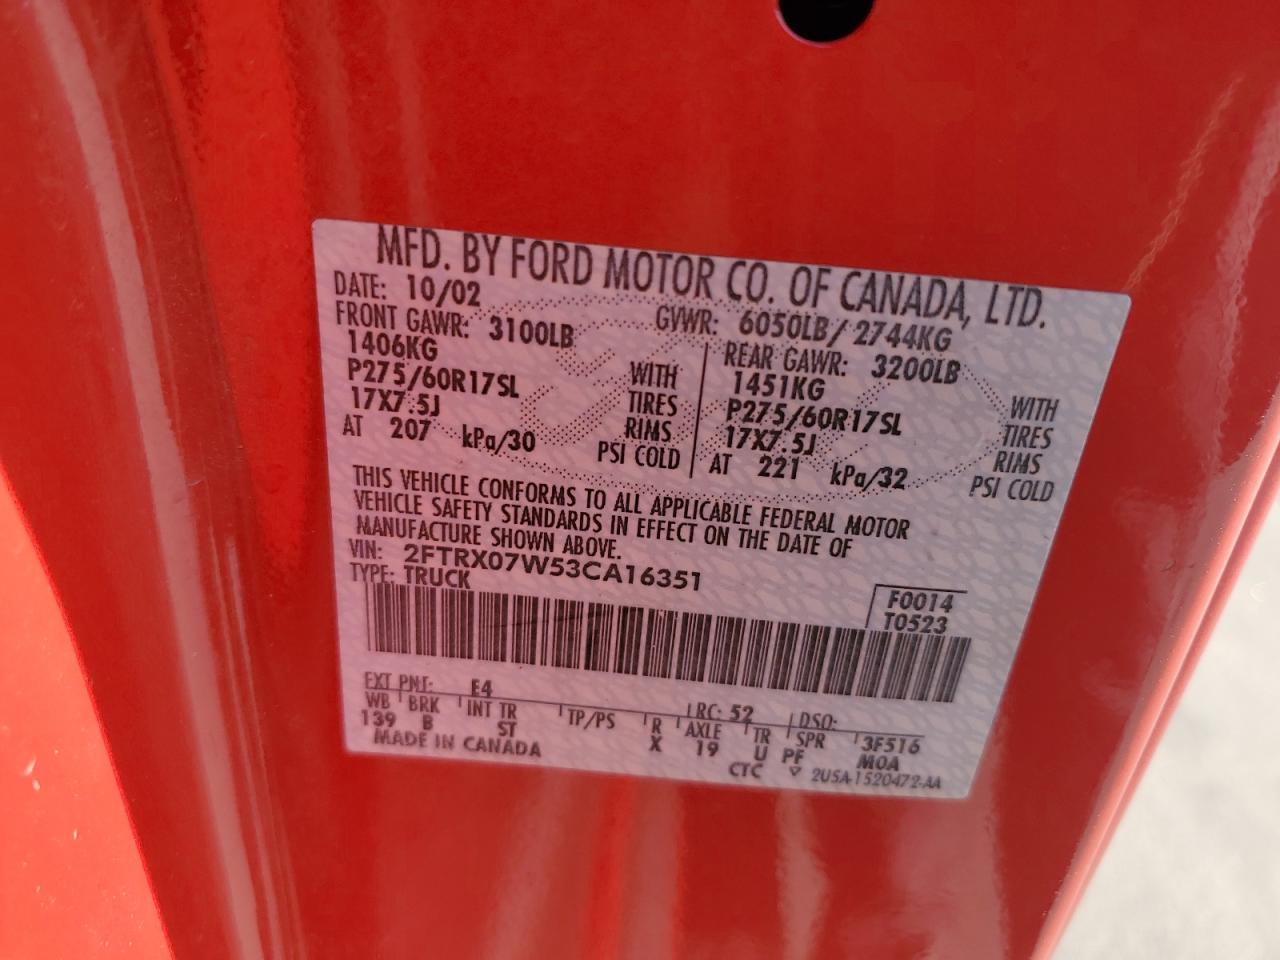 MFD. BY FORD MOTOR CO. OF CANADA, LTD.
DATE: 10/02 GVWR: 6050LB/ 2744KG
FRONT GAWR: 3100LB REAR GAWR: 3200LB
1406KG WITH 1451KG WITH
P275/60R17SL TIRES P275/60R17SL TIRES
17X7.5J RIMS 17X7.5J RIMS
AT 207 kPa/30 PSI COLD AT 221 kPa/32 PSI COLD
THIS VEHICLE CONFORMS TO ALL APPLICABLE FEDERAL MOTOR
VEHICLE SAFETY STANDARDS IN EFFECT ON THE DATE OF
MANUFACTURE SHOWN ABOVE.
VIN: 2FTRX07W53CA16351
TYPE: TRUCK
F0014
T0523
EXT PNT: E4 RC: 52 DSO:
WB BRK INT TR TP/PS R AXLE TR SPR 3F516
139 B ST X 19 U PF MOA
MADE IN CANADA CTC ▽ 2USA-1520472-AA